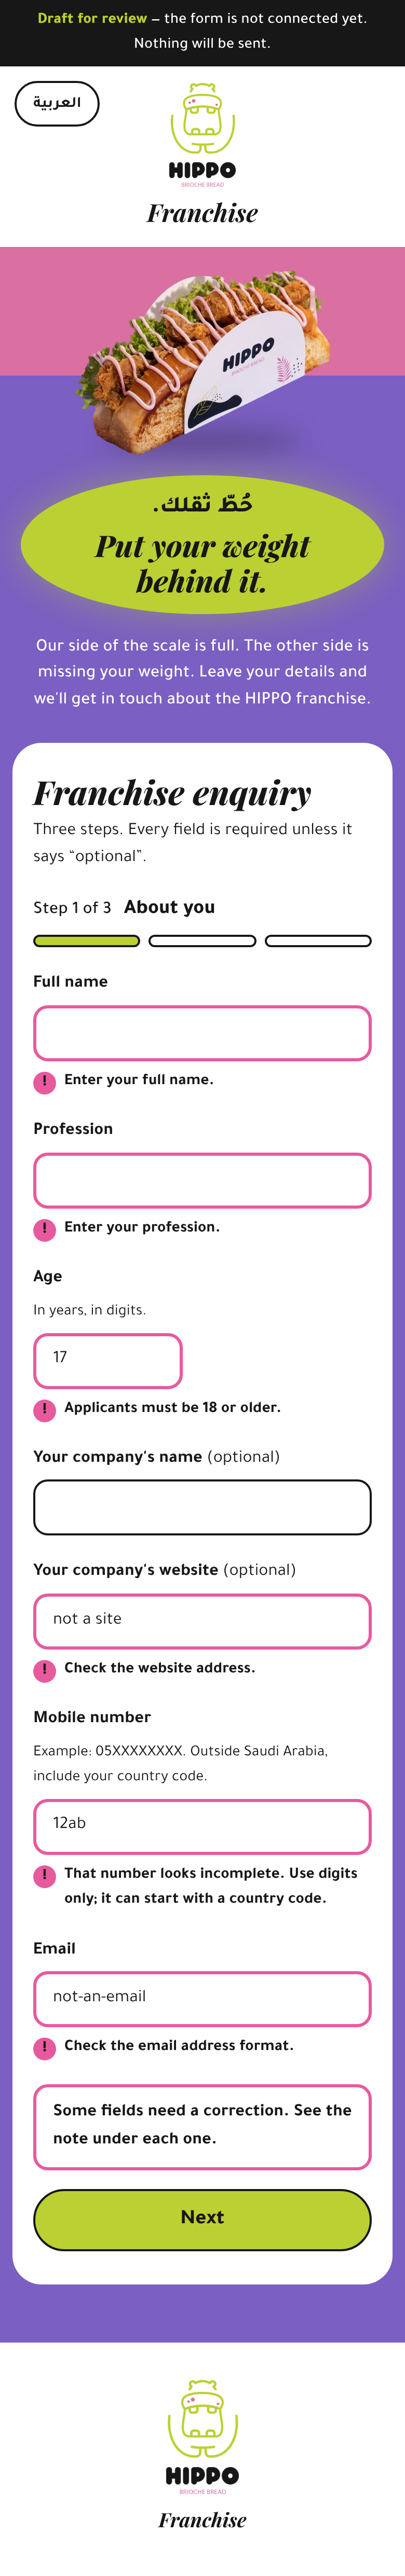 Draft for review – the form is not connected yet.
Nothing will be sent.
العربية
HIPPO
BRIOCHE BREAD
Franchise
HIPPO
حُطّ ثقلك.
Put your weight
behind it.
Our side of the scale is full. The other side is
missing your weight. Leave your details and
we'll get in touch about the HIPPO franchise.
Franchise enquiry
Three steps. Every field is required unless it
says “optional”.
Step 1 of 3 About you
Full name
! Enter your full name.
Profession
! Enter your profession.
Age
In years, in digits.
17
! Applicants must be 18 or older.
Your company's name (optional)
Your company's website (optional)
not a site
! Check the website address.
Mobile number
Example: 05XXXXXXXX. Outside Saudi Arabia,
include your country code.
12ab
! That number looks incomplete. Use digits
only; it can start with a country code.
Email
not-an-email
! Check the email address format.
Some fields need a correction. See the
note under each one.
Next
HIPPO
BRIOCHE BREAD
Franchise